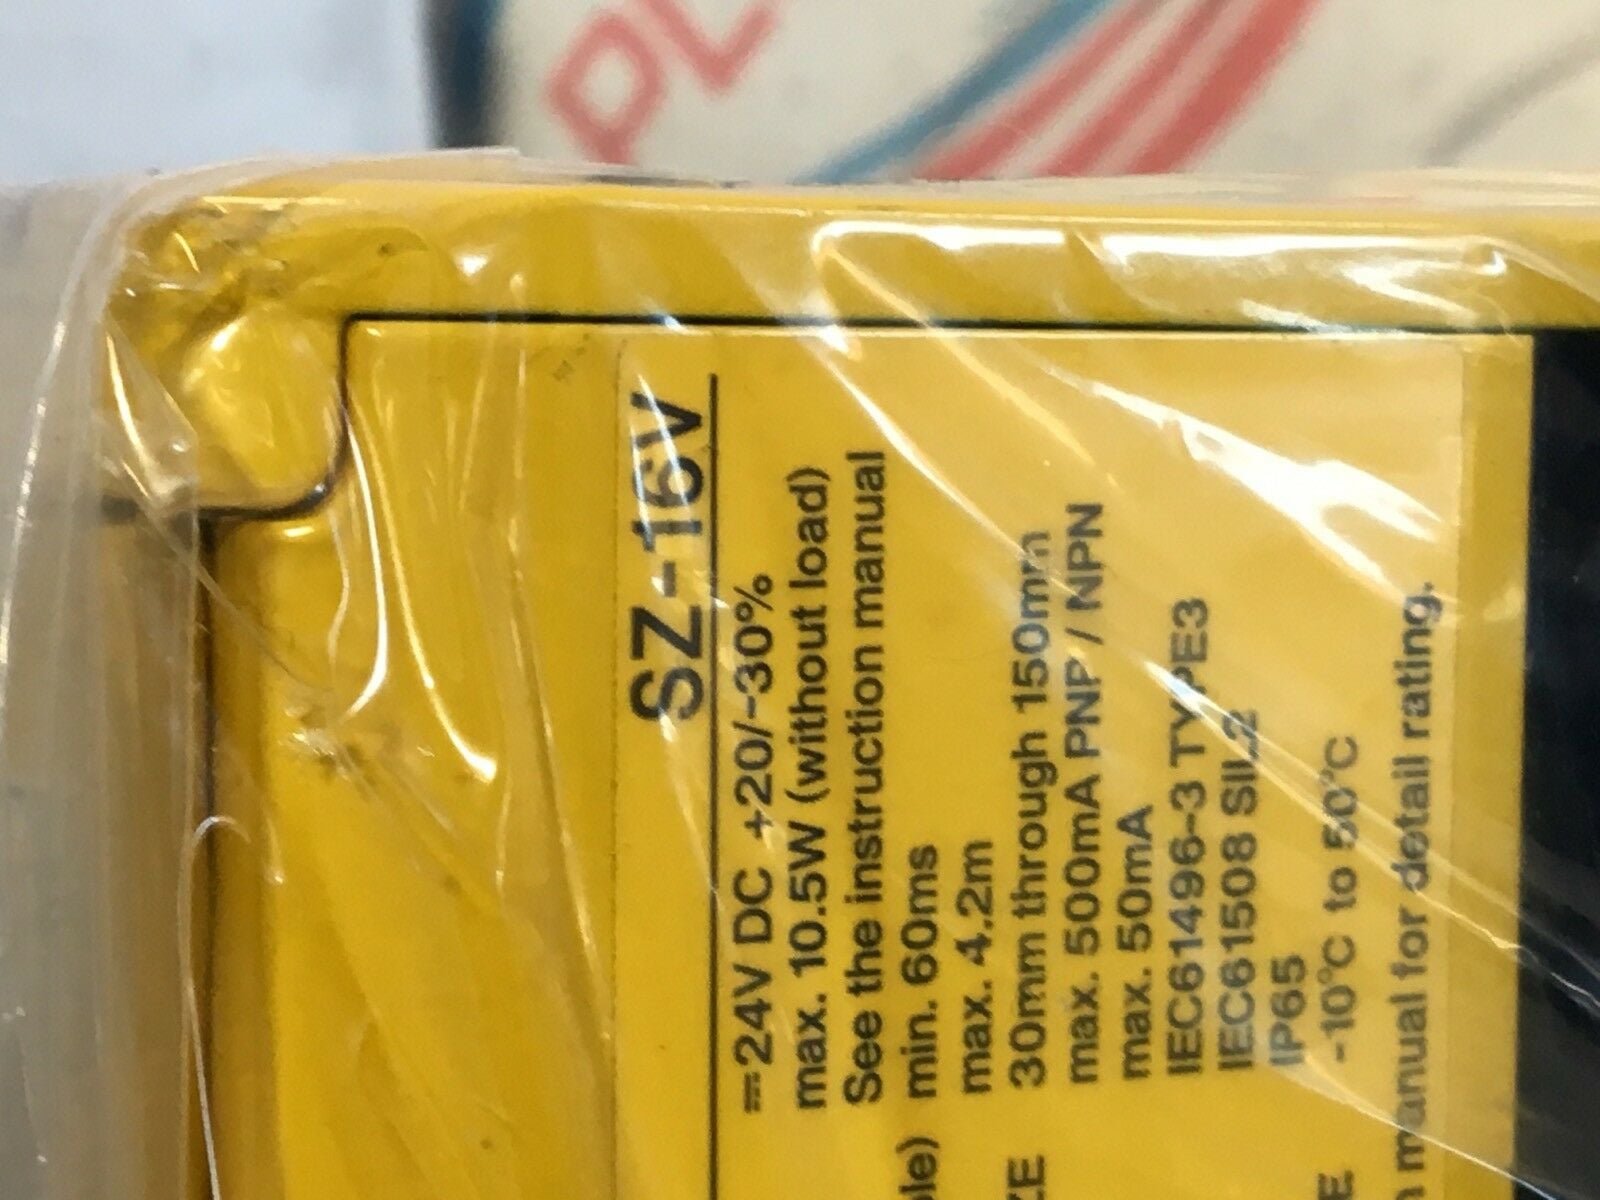 PL
SZ-16V
⎓24V DC +20/-30%
max. 10.5W (without load)
See the instruction manual
ble) min. 60ms
max. 4.2m
ZE 30mm through 150mm
max. 500mA PNP / NPN
max. 50mA
IEC61496-3 TYPE3
IEC61508 SIL2
IP65
E -10°C to 50°C
n manual for detail rating.